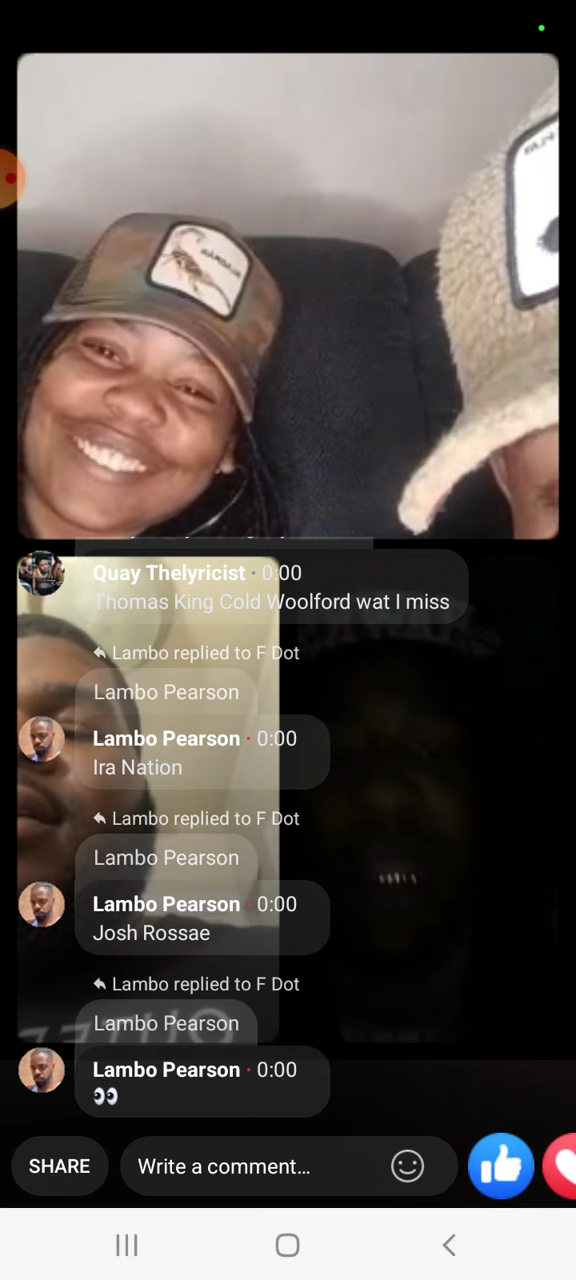 Quay Thelyricist · 0:00
Thomas King Cold Woolford wat I miss
Lambo replied to F Dot
Lambo Pearson
Lambo Pearson · 0:00
Ira Nation
Lambo replied to F Dot
Lambo Pearson
Lambo Pearson · 0:00
Josh Rossae
Lambo replied to F Dot
Lambo Pearson
Lambo Pearson · 0:00
👀
SHARE
Write a comment...